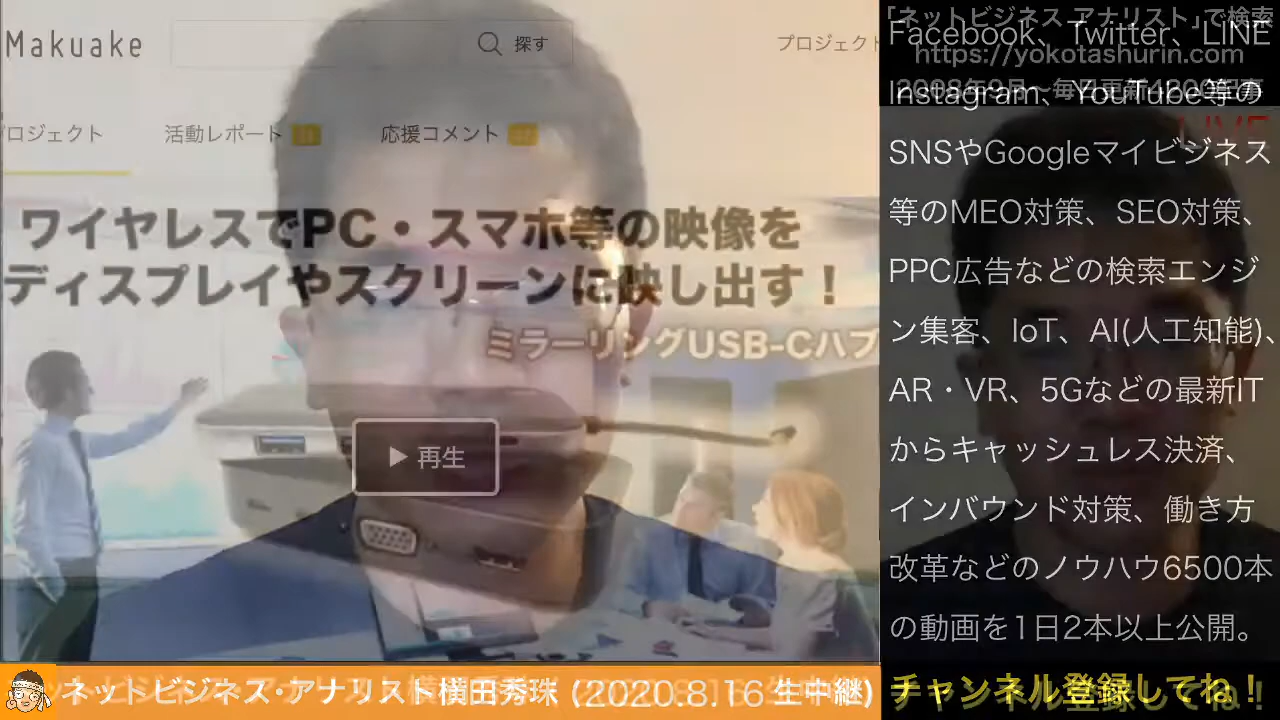 Makuake
探す
プロジェクト
プロジェクト
活動レポート
応援コメント
ワイヤレスでPC・スマホ等の映像を
ディスプレイやスクリーンに映し出す！
ミラーリングUSB-Cハブ
再生
ネットビジネス・アナリスト横田秀珠 (2020.8.16 生中継)
「ネットビジネス アナリスト」で検索
Facebook、Twitter、LINE
https://yokotashurin.com
Instagram、YouTube等の
LIVE
SNSやGoogleマイビジネス
等のMEO対策、SEO対策、
PPC広告などの検索エンジ
ン集客、IoT、AI(人工知能)、
AR・VR、5Gなどの最新IT
からキャッシュレス決済、
インバウンド対策、働き方
改革などのノウハウ6500本
の動画を1日2本以上公開。
チャンネル登録してね！